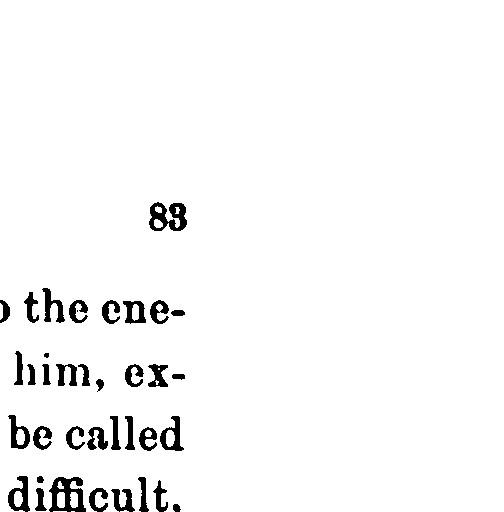 83
the ene-
him, ex-
be called
difficult.